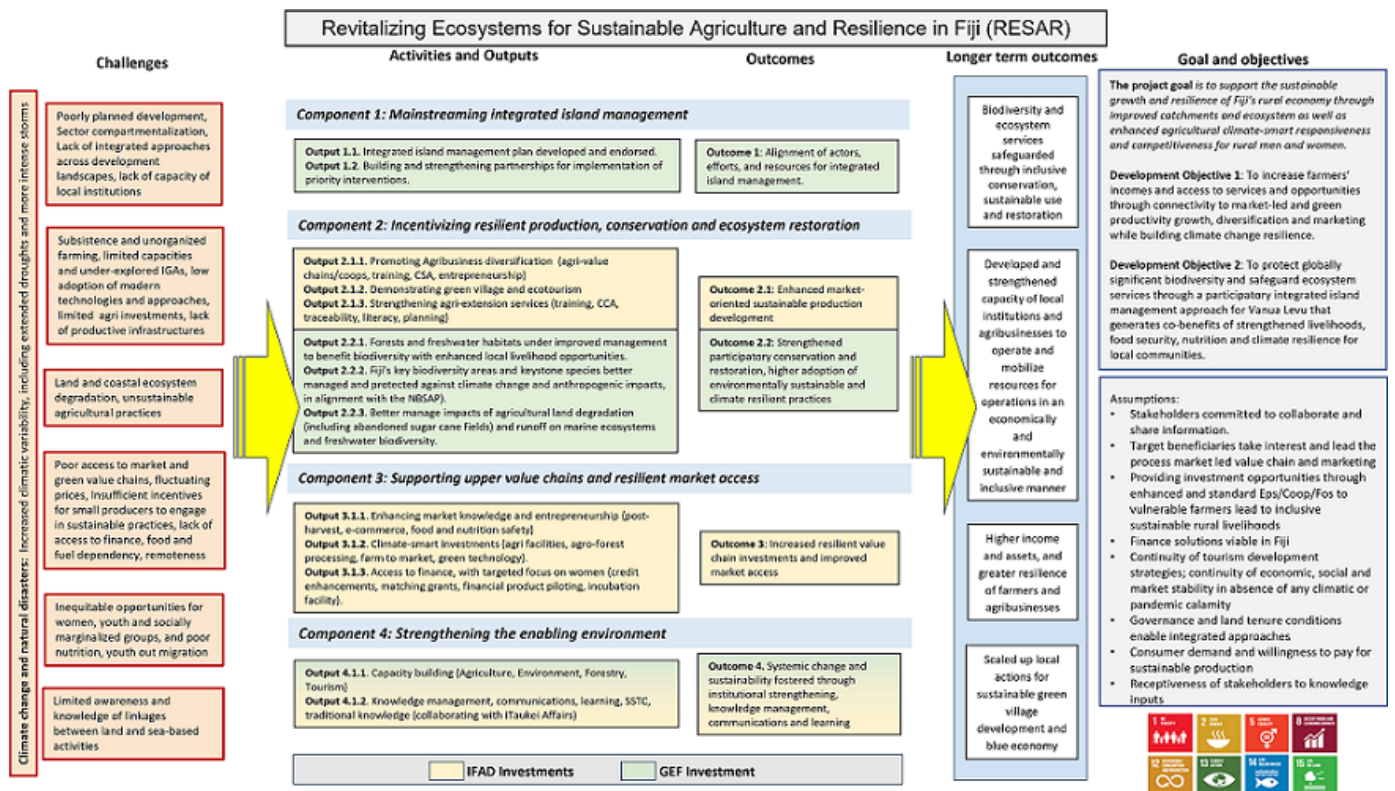 Revitalizing Ecosystems for Sustainable Agriculture and Resilience in Fiji (RESAR)
Challenges
Activities and Outputs
Outcomes
Longer term outcomes
Goal and objectives
Climate change and natural disasters: Increased climatic variability, including extended droughts and more intense storms
Poorly planned development,
Sector compartmentalization,
Lack of integrated approaches
across development
landscapes, lack of capacity of
local institutions
Subsistence and unorganized
farming, limited capacities
and under-explored IGAs, low
adoption of modern
technologies and approaches,
limited agri investments, lack
of productive infrastructures
Land and coastal ecosystem
degradation, unsustainable
agricultural practices
Poor access to market and
green value chains, fluctuating
prices, Insufficient incentives
for small producers to engage
in sustainable practices, lack of
access to finance, food and
fuel dependency, remoteness
Inequitable opportunities for
women, youth and socially
marginalized groups, and poor
nutrition, youth out migration
Limited awareness and
knowledge of linkages
between land and sea-based
activities
Component 1: Mainstreaming integrated island management
Output 1.1. Integrated island management plan developed and endorsed.
Output 1.2. Building and strengthening partnerships for implementation of
priority interventions.
Outcome 1: Alignment of actors,
efforts, and resources for integrated
island management.
Component 2: Incentivizing resilient production, conservation and ecosystem restoration
Output 2.1.1. Promoting Agribusiness diversification (agri-value
chains/coops, training, CSA, entrepreneurship)
Output 2.1.2. Demonstrating green village and ecotourism
Output 2.1.3. Strengthening agri-extension services (training, CCA,
traceability, literacy, planning)
Outcome 2.1: Enhanced market-
oriented sustainable production
development
Output 2.2.1. Forests and freshwater habitats under improved management
to benefit biodiversity with enhanced local livelihood opportunities.
Output 2.2.2. Fiji's key biodiversity areas and keystone species better
managed and protected against climate change and anthropogenic impacts,
in alignment with the NBSAP).
Output 2.2.3. Better manage impacts of agricultural land degradation
(including abandoned sugar cane fields) and runoff on marine ecosystems
and freshwater biodiversity.
Outcome 2.2: Strengthened
participatory conservation and
restoration, higher adoption of
environmentally sustainable and
climate resilient practices
Component 3: Supporting upper value chains and resilient market access
Output 3.1.1. Enhancing market knowledge and entrepreneurship (post-
harvest, e-commerce, food and nutrition safety)
Output 3.1.2. Climate-smart investments (agri facilities, agro-forest
processing, farm to market, green technology).
Output 3.1.3. Access to finance, with targeted focus on women (credit
enhancements, matching grants, financial product piloting, incubation
facility).
Outcome 3: Increased resilient value
chain investments and improved
market access
Component 4: Strengthening the enabling environment
Output 4.1.1. Capacity building (Agriculture, Environment, Forestry,
Tourism)
Output 4.1.2. Knowledge management, communications, learning, SSTC,
traditional knowledge (collaborating with ITaukei Affairs)
Outcome 4. Systemic change and
sustainability fostered through
institutional strengthening,
knowledge management,
communications and learning
IFAD Investments
GEF Investment
Biodiversity and
ecosystem
services
safeguarded
through inclusive
conservation,
sustainable use
and restoration
Developed and
strengthened
capacity of local
institutions and
agribusinesses to
operate and
mobilize
resources for
operations in an
economically
and
environmentally
sustainable and
inclusive manner
Higher income
and assets, and
greater resilience
of farmers and
agribusinesses
Scaled up local
actions for
sustainable green
village
development and
blue economy
The project goal is to support the sustainable
growth and resilience of Fiji's rural economy through
improved catchments and ecosystem as well as
enhanced agricultural climate-smart responsiveness
and competitiveness for rural men and women.
Development Objective 1: To increase farmers'
incomes and access to services and opportunities
through connectivity to market-led and green
productivity growth, diversification and marketing
while building climate change resilience.
Development Objective 2: To protect globally
significant biodiversity and safeguard ecosystem
services through a participatory integrated island
management approach for Vanua Levu that
generates co-benefits of strengthened livelihoods,
food security, nutrition and climate resilience for
local communities.
Assumptions:
• Stakeholders committed to collaborate and
share information.
• Target beneficiaries take interest and lead the
process market led value chain and marketing
• Providing investment opportunities through
enhanced and standard Eps/Coop/Fos to
vulnerable farmers lead to inclusive
sustainable rural livelihoods
• Finance solutions viable in Fiji
• Continuity of tourism development
strategies; continuity of economic, social and
market stability in absence of any climatic or
pandemic calamity
• Governance and land tenure conditions
enable integrated approaches
• Consumer demand and willingness to pay for
sustainable production
• Receptiveness of stakeholders to knowledge
inputs
1
2
5
8
12
13
14
15